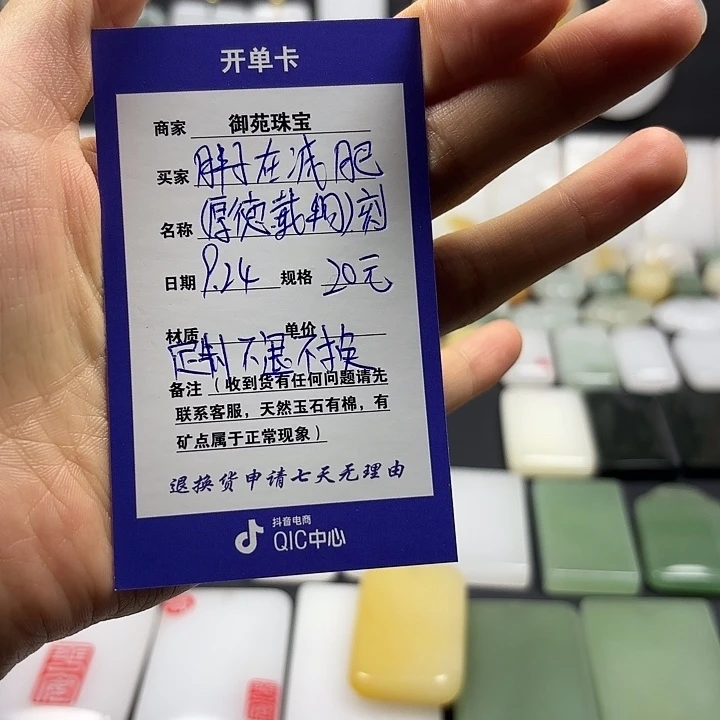 开单卡
商家 御苑珠宝
买家 胖子在减肥
名称 (厚德载物)刻
日期 9.24 规格 20元
材质 单价
定制不退不换
备注(收到货有任何问题请先
联系客服,天然玉石有棉,有
矿点属于正常现象)
退换货申请七天无理由
抖音电商
QIC中心